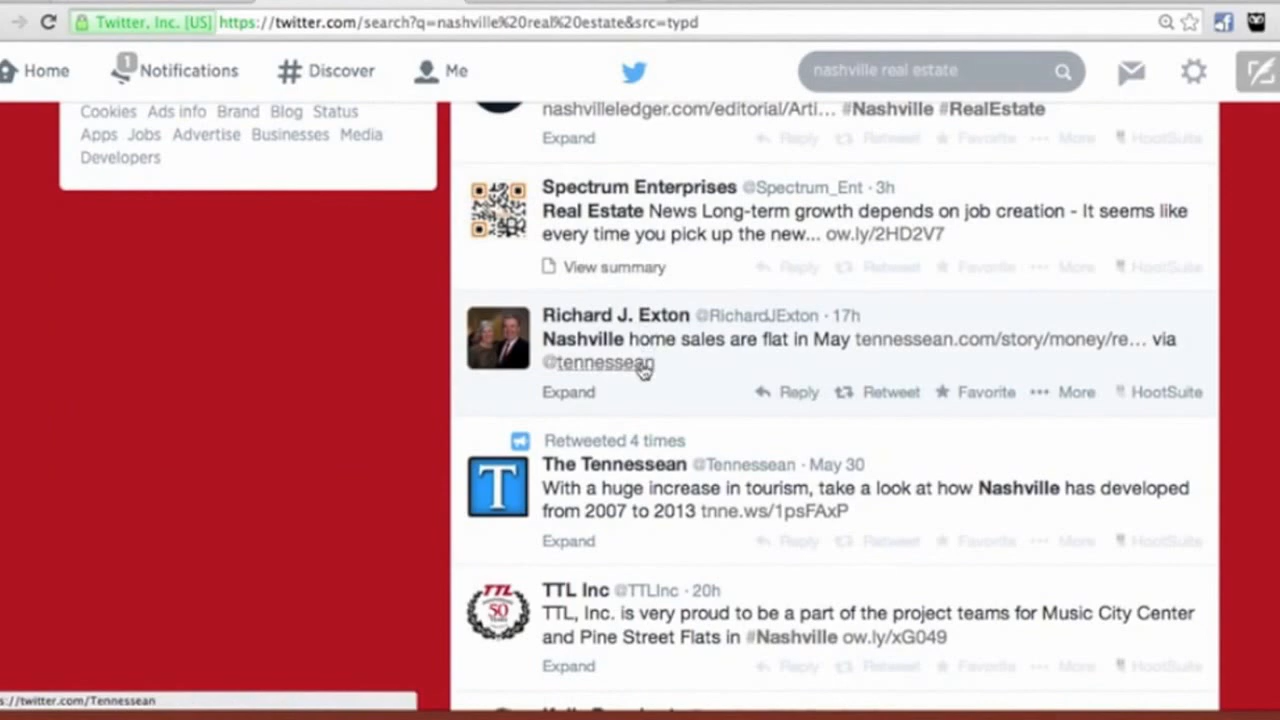 Twitter, Inc. [US] https://twitter.com/search?q=nashville%20real%20estate&src=typd
Home 1 Notifications Discover Me nashville real estate
Cookies Ads info Brand Blog Status
Apps Jobs Advertise Businesses Media
Developers
nashvilleledger.com/editorial/Arti... #Nashville #RealEstate
Expand Reply Retweet Favorite More HootSuite
Spectrum Enterprises @Spectrum_Ent · 3h
Real Estate News Long-term growth depends on job creation - It seems like
every time you pick up the new... ow.ly/2HD2V7
View summary Reply Retweet Favorite More HootSuite
Richard J. Exton @RichardJExton · 17h
Nashville home sales are flat in May tennessean.com/story/money/re... via
@tennessean
Expand Reply Retweet Favorite More HootSuite
Retweeted 4 times
The Tennessean @Tennessean · May 30
With a huge increase in tourism, take a look at how Nashville has developed
from 2007 to 2013 tnne.ws/1psFAxP
Expand Reply Retweet Favorite More HootSuite
TTL Inc @TTLInc · 20h
TTL, Inc. is very proud to be a part of the project teams for Music City Center
and Pine Street Flats in #Nashville ow.ly/xG049
Expand Reply Retweet Favorite More HootSuite
s://twitter.com/Tennessean
T
TTL
50